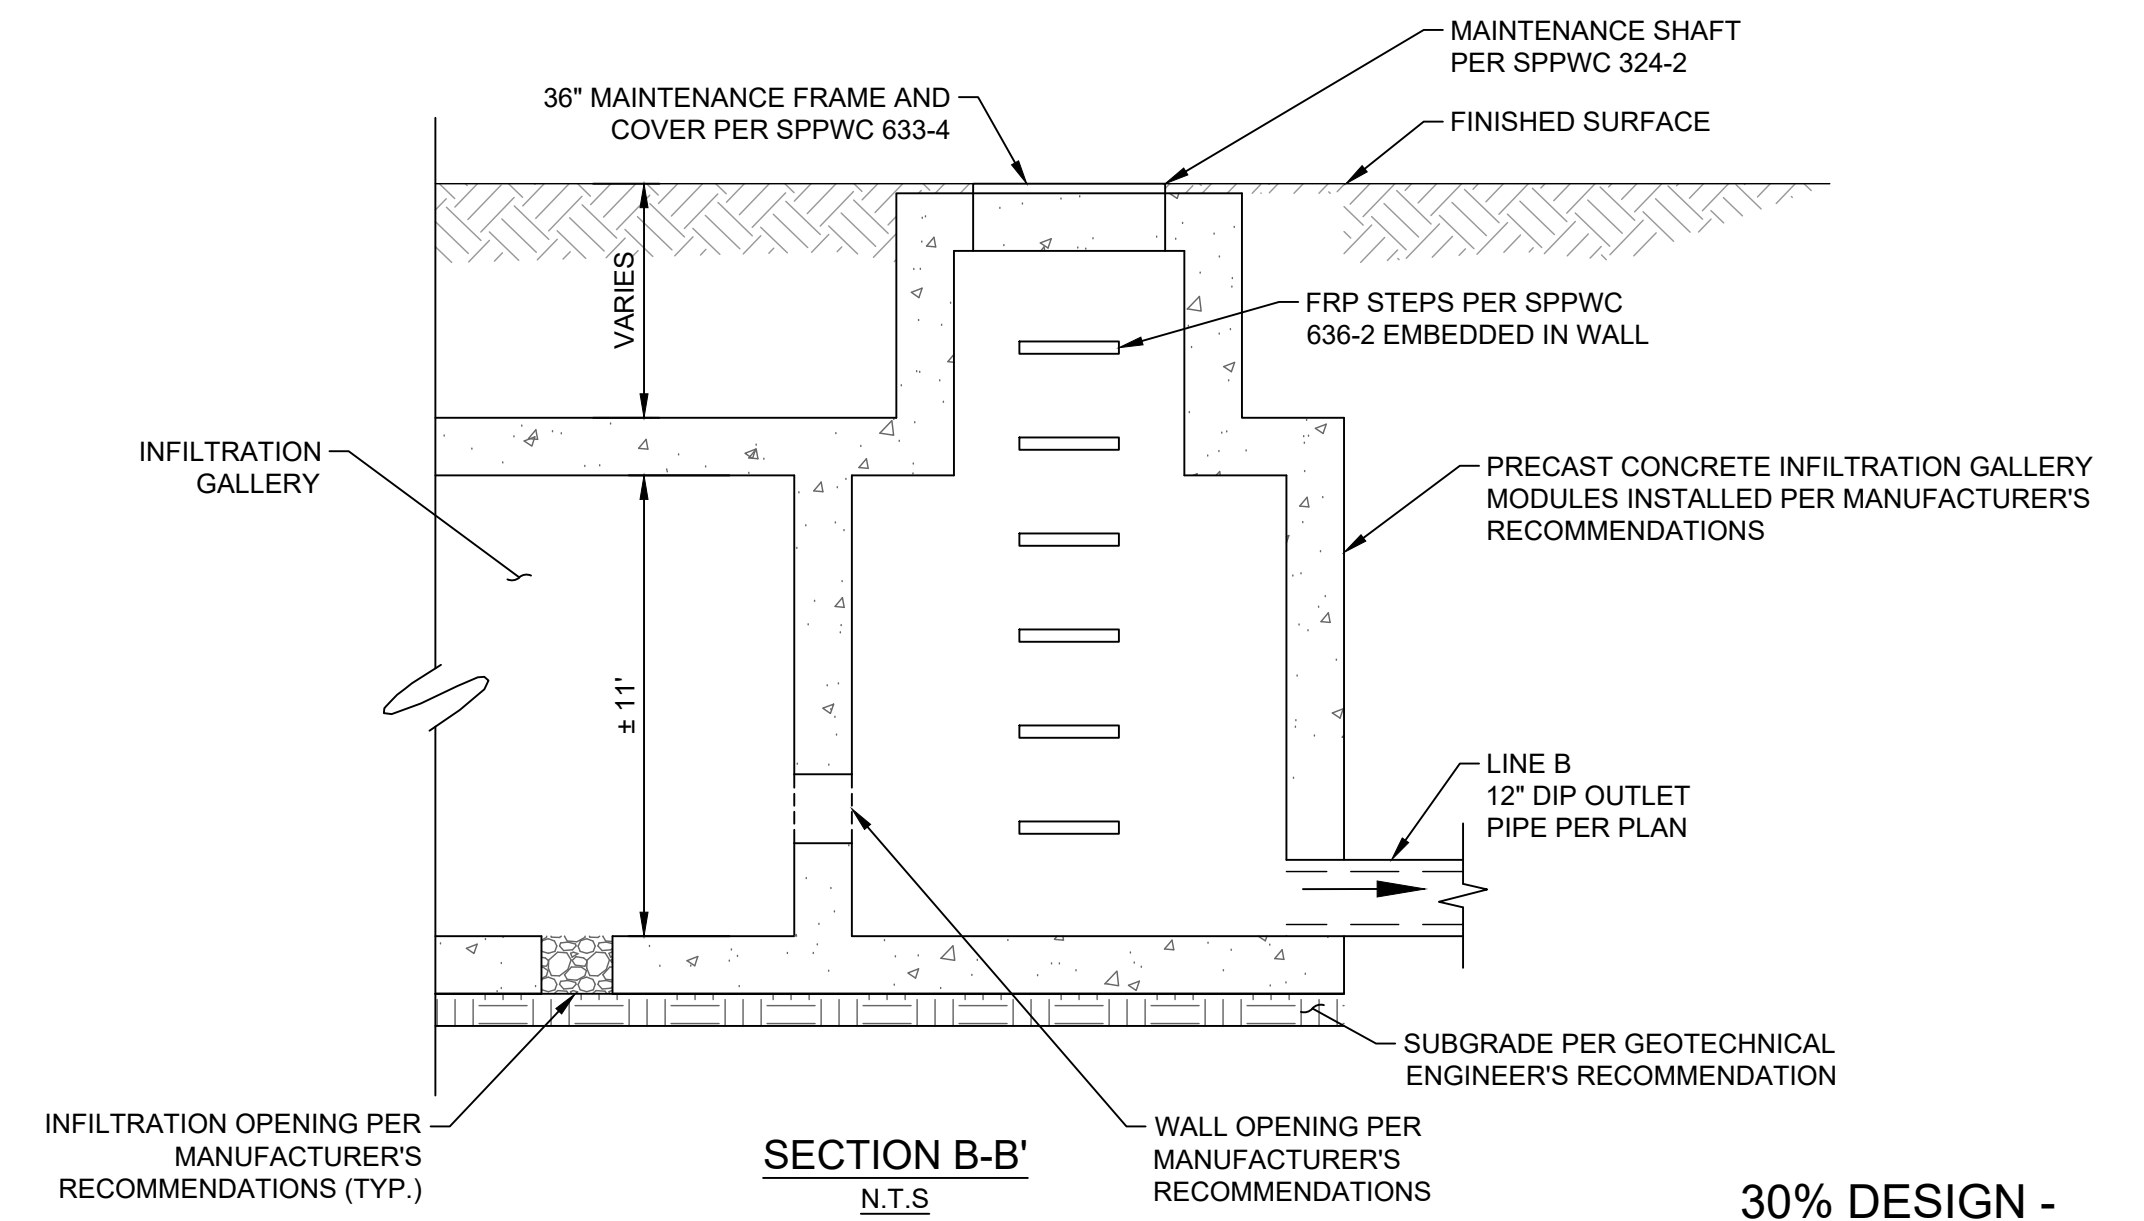 MAINTENANCE SHAFT
PER SPPWC 324-2
36" MAINTENANCE FRAME AND
COVER PER SPPWC 633-4
FINISHED SURFACE
VARIES
FRP STEPS PER SPPWC
636-2 EMBEDDED IN WALL
INFILTRATION
GALLERY
PRECAST CONCRETE INFILTRATION GALLERY
MODULES INSTALLED PER MANUFACTURER'S
RECOMMENDATIONS
± 11'
LINE B
12" DIP OUTLET
PIPE PER PLAN
SUBGRADE PER GEOTECHNICAL
ENGINEER'S RECOMMENDATION
INFILTRATION OPENING PER
MANUFACTURER'S
RECOMMENDATIONS (TYP.)
WALL OPENING PER
MANUFACTURER'S
RECOMMENDATIONS
SECTION B-B'
N.T.S
30% DESIGN -